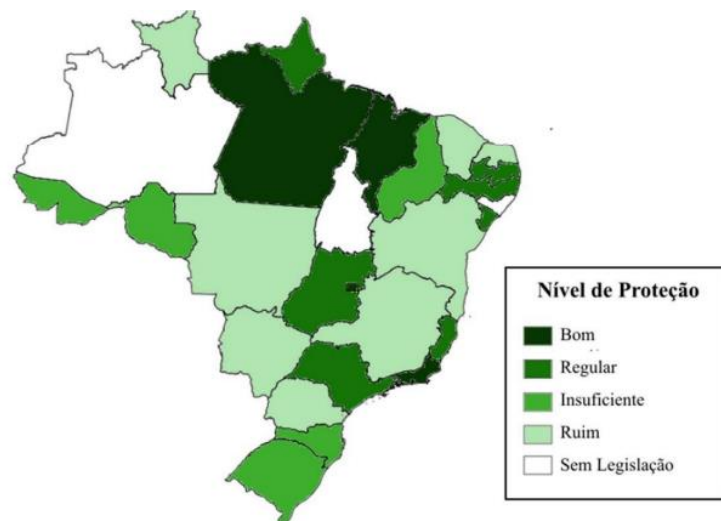 Nível de Proteção
Bom
Regular
Insuficiente
Ruim
Sem Legislação